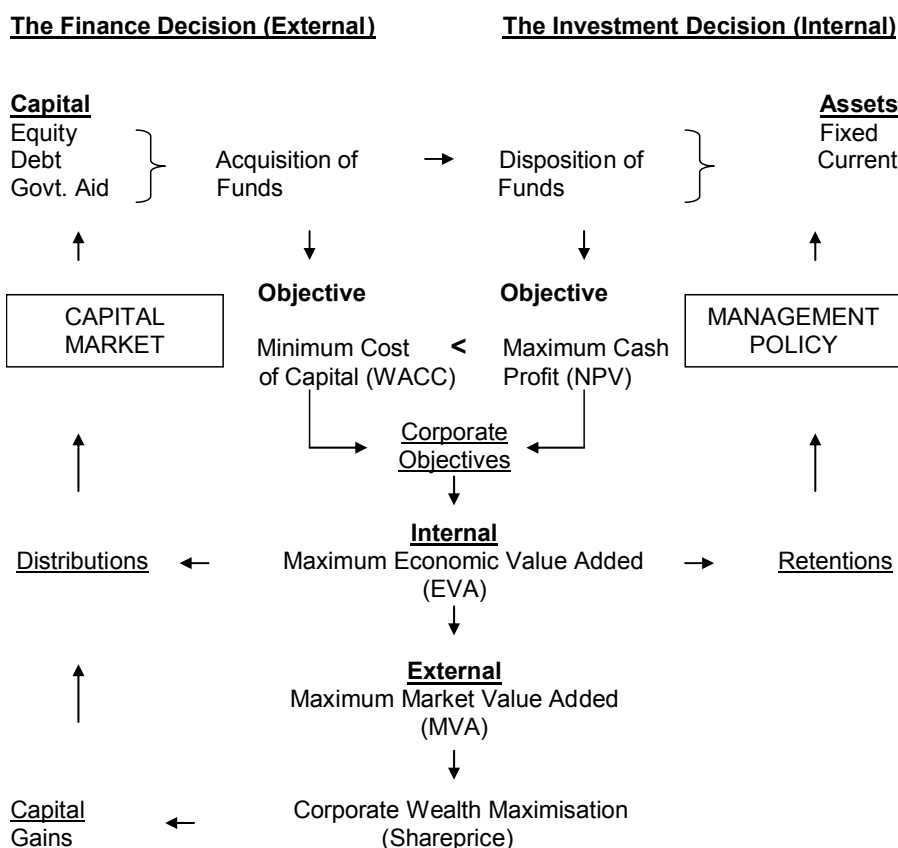 The Finance Decision (External)
The Investment Decision (Internal)
Capital
Equity
Debt
Govt. Aid
Acquisition of
Funds
Disposition of
Funds
Assets
Fixed
Current
Objective
Objective
CAPITAL
MARKET
Minimum Cost
of Capital (WACC)
<
Maximum Cash
Profit (NPV)
MANAGEMENT
POLICY
Corporate
Objectives
Distributions
Internal
Maximum Economic Value Added
(EVA)
Retentions
External
Maximum Market Value Added
(MVA)
Capital
Gains
Corporate Wealth Maximisation
(Shareprice)